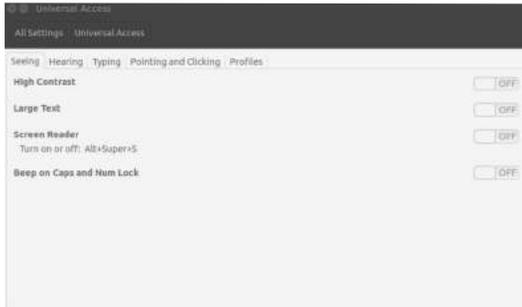 Universal Access
All Settings Universal Access
Seeing Hearing Typing Pointing and Clicking Profiles
High Contrast OFF
Large Text OFF
Screen Reader OFF
Turn on or off: Alt+Super+S
Beep on Caps and Num Lock OFF